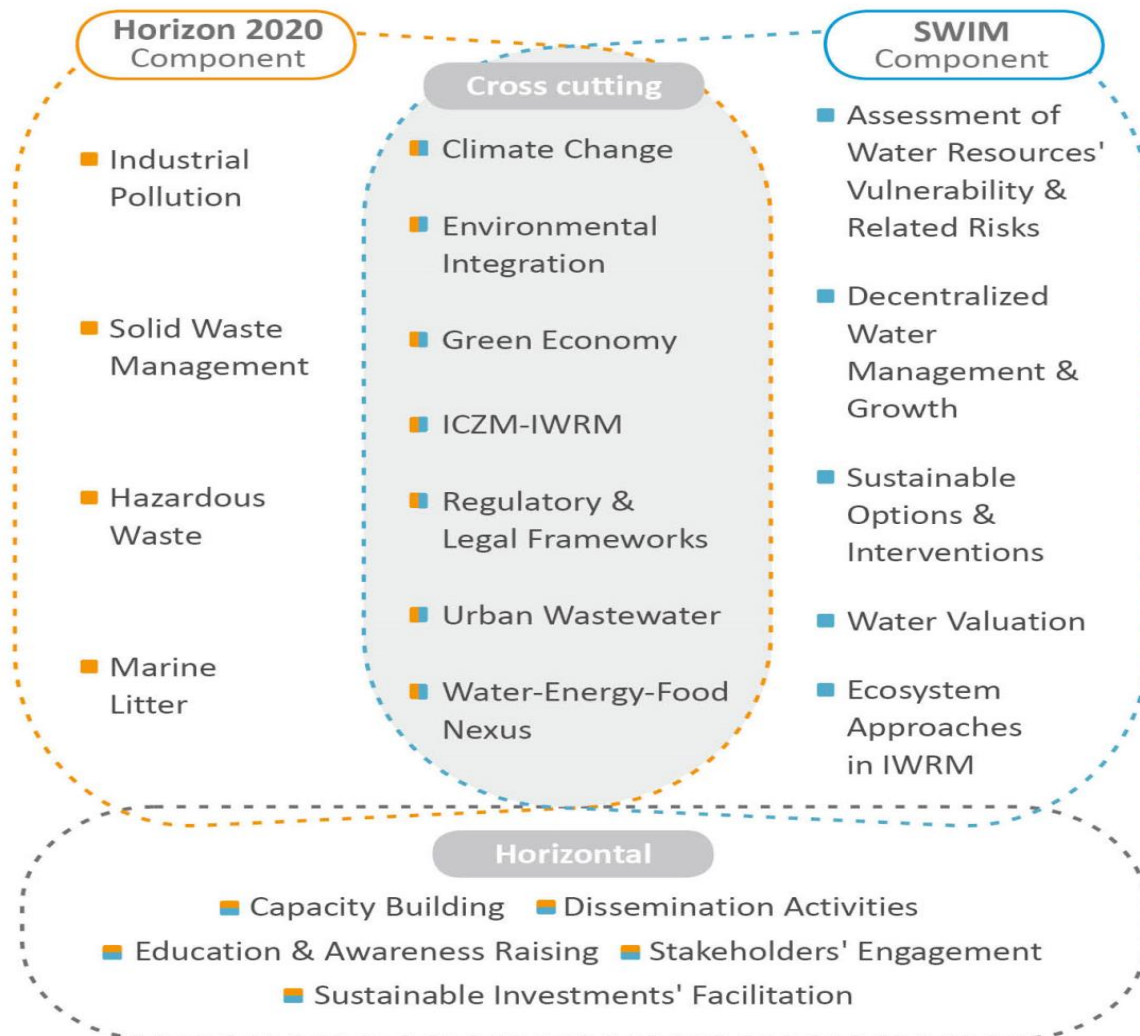 Horizon 2020
Component
Industrial
Pollution
Solid Waste
Management
Hazardous
Waste
Marine
Litter
Cross cutting
Climate Change
Environmental
Integration
Green Economy
ICZM-IWRM
Regulatory &
Legal Frameworks
Urban Wastewater
Water-Energy-Food
Nexus
SWIM
Component
Assessment of
Water Resources'
Vulnerability &
Related Risks
Decentralized
Water
Management &
Growth
Sustainable
Options &
Interventions
Water Valuation
Ecosystem
Approaches
in IWRM
Horizontal
Capacity Building Dissemination Activities
Education & Awareness Raising Stakeholders' Engagement
Sustainable Investments' Facilitation